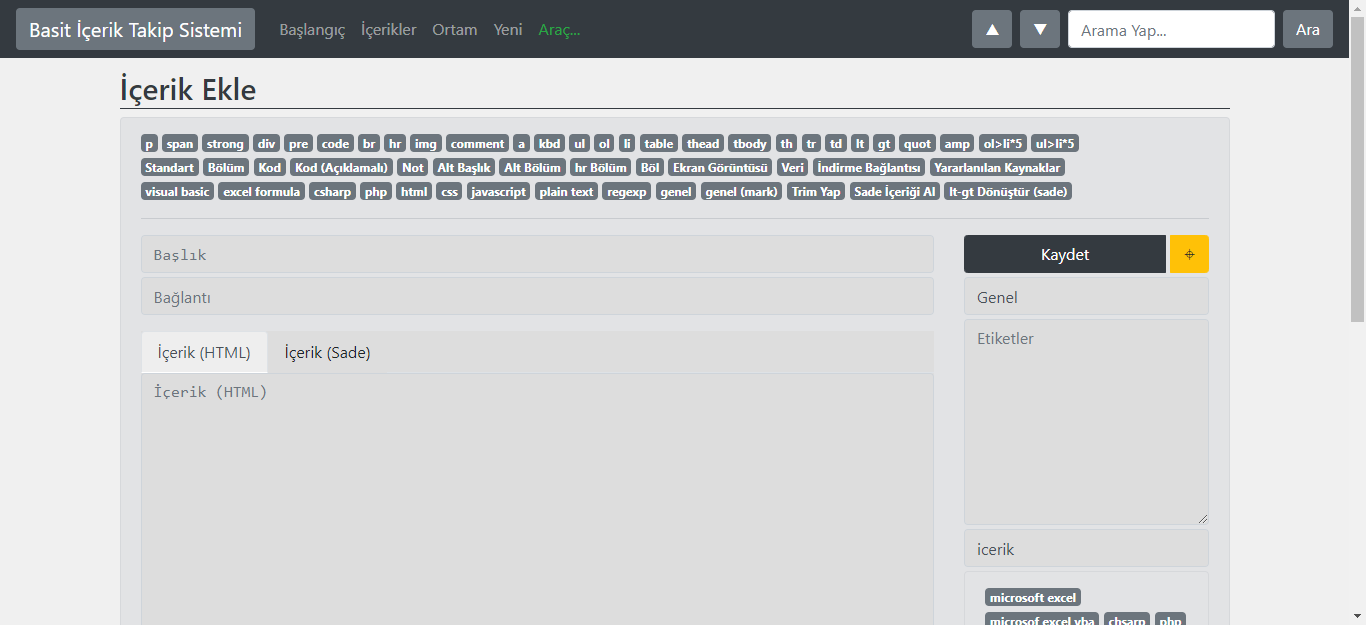 Basit İçerik Takip Sistemi Başlangıç İçerikler Ortam Yeni Araç... ▲ ▼ Arama Yap... Ara
İçerik Ekle
p span strong div pre code br hr img comment a kbd ul ol li table thead tbody th tr td lt gt quot amp ol>li*5 ul>li*5
Standart Bölüm Kod Kod (Açıklamalı) Not Alt Başlık Alt Bölüm hr Bölüm Böl Ekran Görüntüsü Veri İndirme Bağlantısı Yararlanılan Kaynaklar
visual basic excel formula csharp php html css javascript plain text regexp genel genel (mark) Trim Yap Sade İçeriği Al lt-gt Dönüştür (sade)
Başlık
Bağlantı
İçerik (HTML) İçerik (Sade)
İçerik (HTML)
Kaydet ⌖
Genel
Etiketler
icerik
microsoft excel
microsof excel vba chsarp php